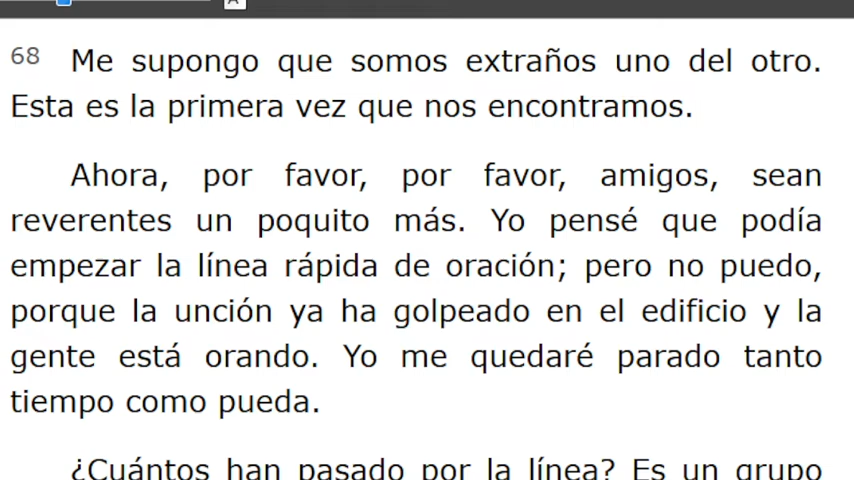 68 Me supongo que somos extraños uno del otro.
Esta es la primera vez que nos encontramos.
Ahora, por favor, por favor, amigos, sean
reverentes un poquito más. Yo pensé que podía
empezar la línea rápida de oración; pero no puedo,
porque la unción ya ha golpeado en el edificio y la
gente está orando. Yo me quedaré parado tanto
tiempo como pueda.
¿Cuántos han pasado por la línea? Es un grupo